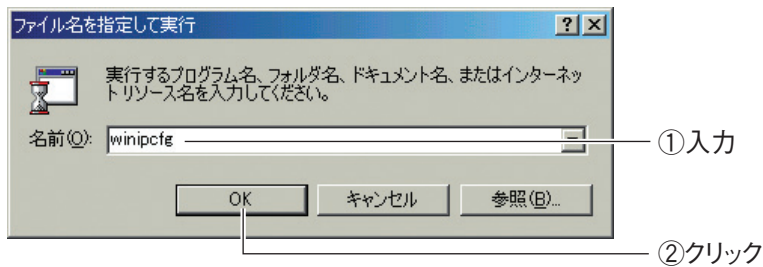 ファイル名を指定して実行
実行するプログラム名、フォルダ名、ドキュメント名、またはインターネッ
トリソース名を入力してください。
名前(O): winipcfg
①入力
OK キャンセル 参照(B)...
②クリック